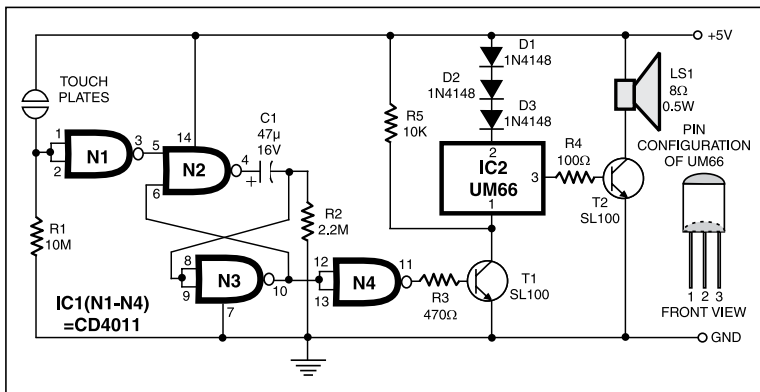 TOUCH
PLATES
1
2
N1
3
5
6
14
N2
4
C1
47µ
16V
+
R1
10M
R2
2.2M
8
9
N3
10
7
12
13
N4
11
R3
470Ω
IC1(N1-N4)
=CD4011
R5
10K
D1
1N4148
D2
1N4148
D3
1N4148
2
IC2
UM66
3
1
R4
100Ω
T1
SL100
T2
SL100
+5V
LS1
8Ω
0.5W
PIN
CONFIGURATION
OF UM66
1 2 3
FRONT VIEW
GND